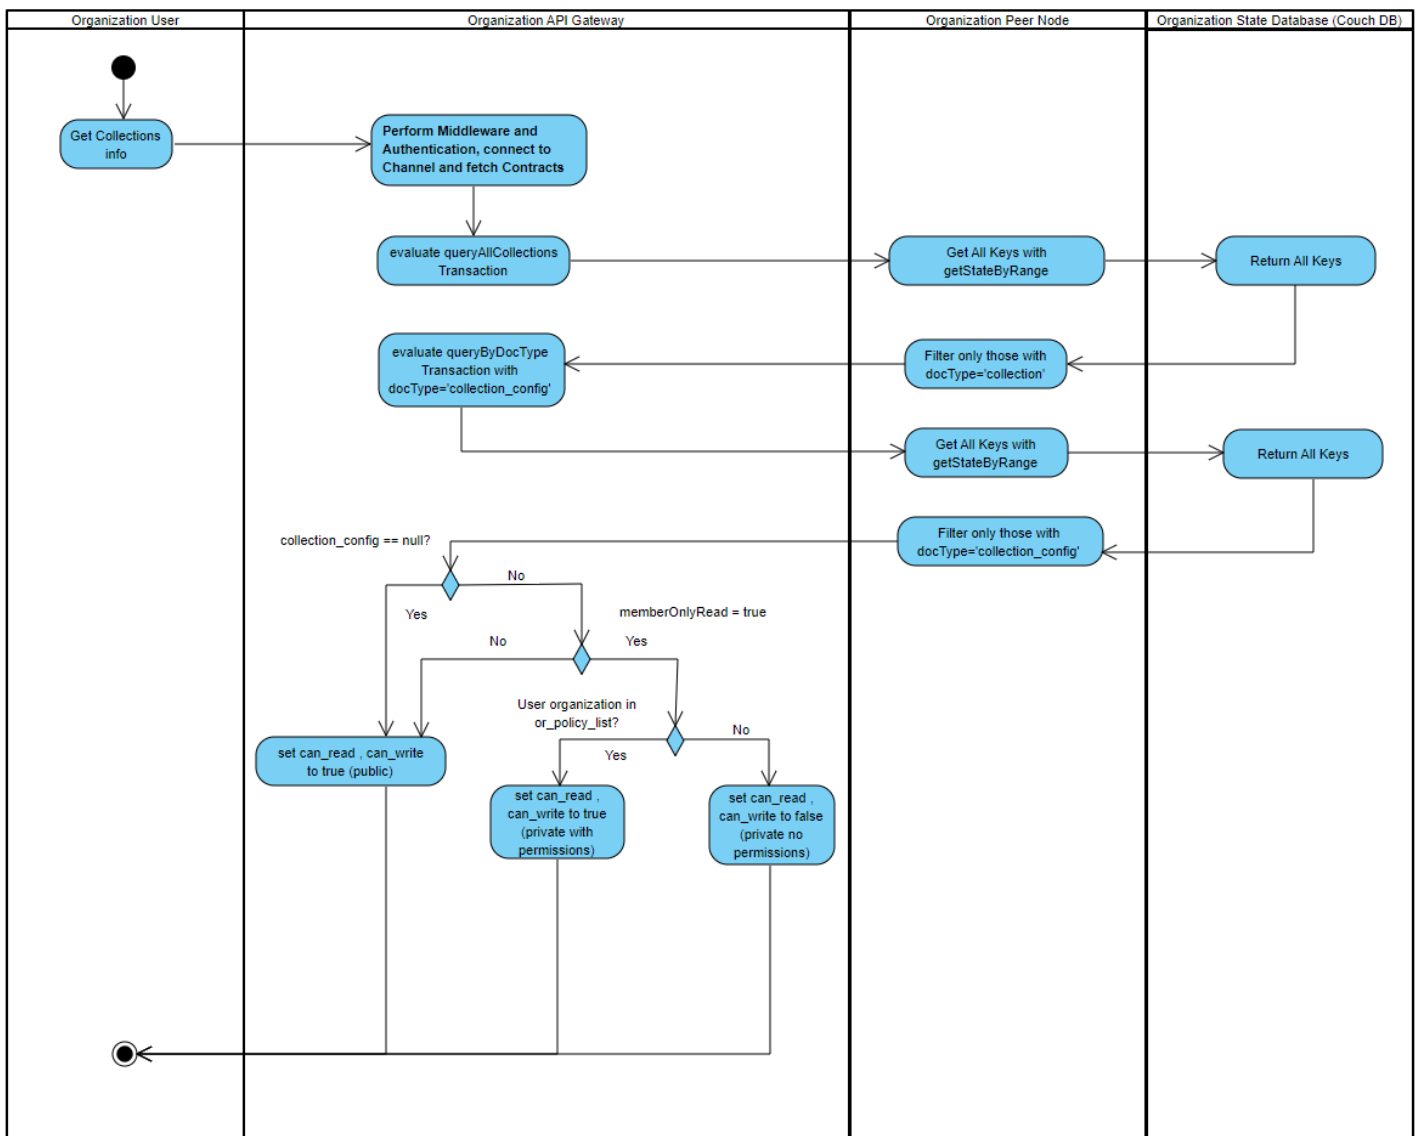 Organization User
Organization API Gateway
Organization Peer Node
Organization State Database (Couch DB)
Get Collections
info
Perform Middleware and
Authentication, connect to
Channel and fetch Contracts
evaluate queryAllCollections
Transaction
Get All Keys with
getStateByRange
Return All Keys
evaluate queryByDocType
Transaction with
docType='collection_config'
Filter only those with
docType='collection'
Get All Keys with
getStateByRange
Return All Keys
Filter only those with
docType='collection_config'
collection_config == null?
No
Yes
memberOnlyRead = true
No
Yes
User organization in
or_policy_list?
Yes
No
set can_read , can_write
to true (public)
set can_read ,
can_write to true
(private with
permissions)
set can_read ,
can_write to false
(private no
permissions)